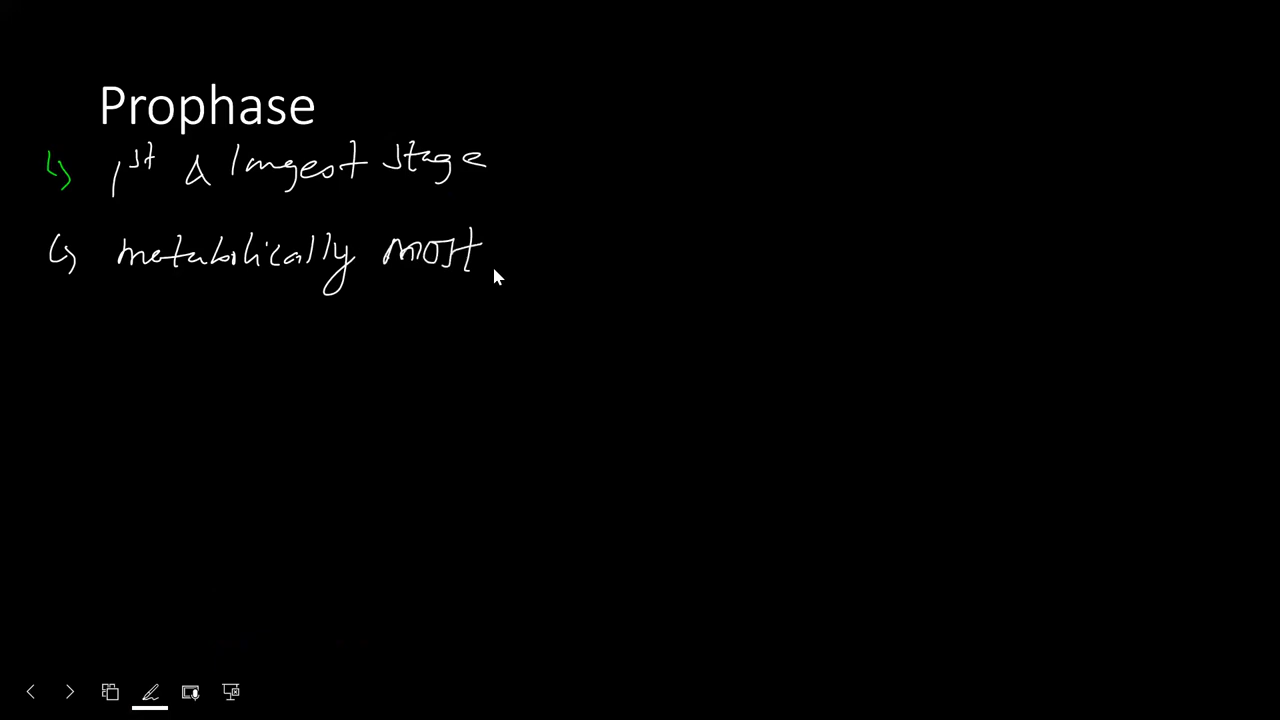 Prophase
↳ 1st & longest stage
↳ metabolically most